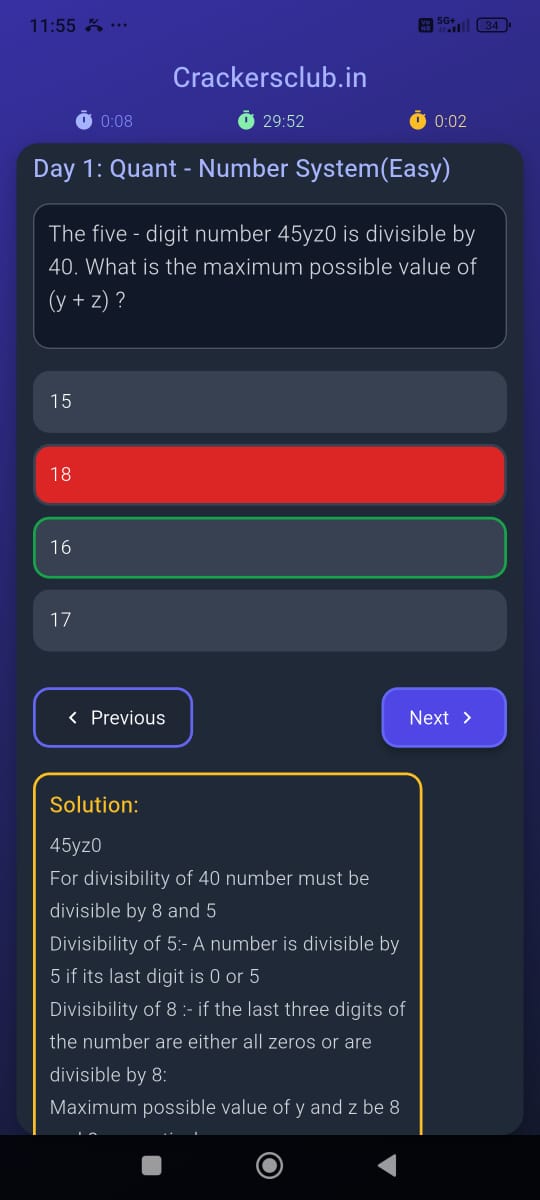 11:55 ... 5G+ 34
Crackersclub.in
0:08 29:52 0:02
Day 1: Quant - Number System(Easy)
The five - digit number 45yz0 is divisible by
40. What is the maximum possible value of
(y + z) ?
15
18
16
17
Previous Next
Solution:
45yz0
For divisibility of 40 number must be
divisible by 8 and 5
Divisibility of 5:- A number is divisible by
5 if its last digit is 0 or 5
Divisibility of 8 :- if the last three digits of
the number are either all zeros or are
divisible by 8:
Maximum possible value of y and z be 8